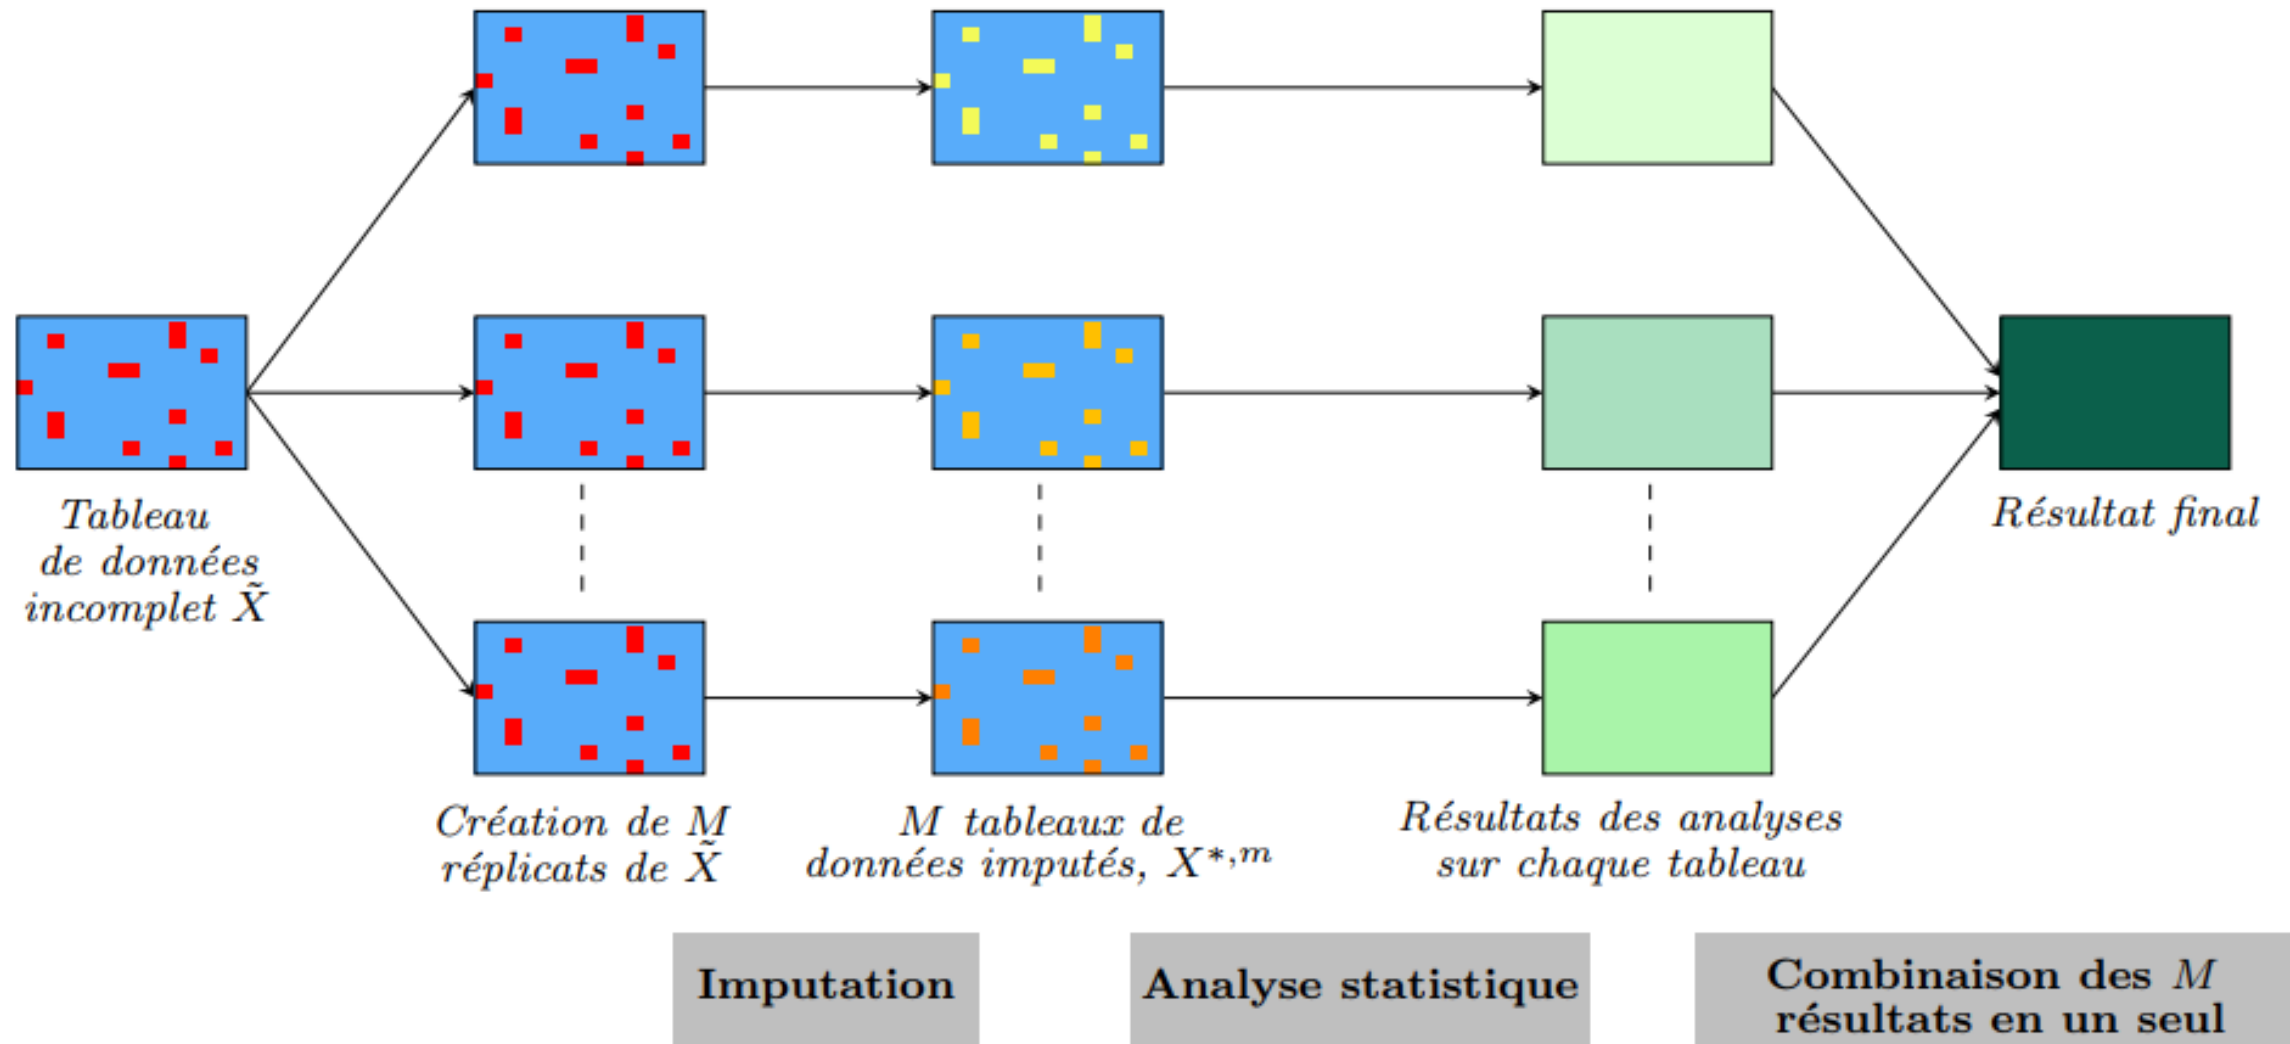 Tableau
de données
incomplet X̃
Résultat final
Création de M
réplicats de X̃
M tableaux de
données imputés, X*,m
Résultats des analyses
sur chaque tableau
Imputation
Analyse statistique
Combinaison des M
résultats en un seul